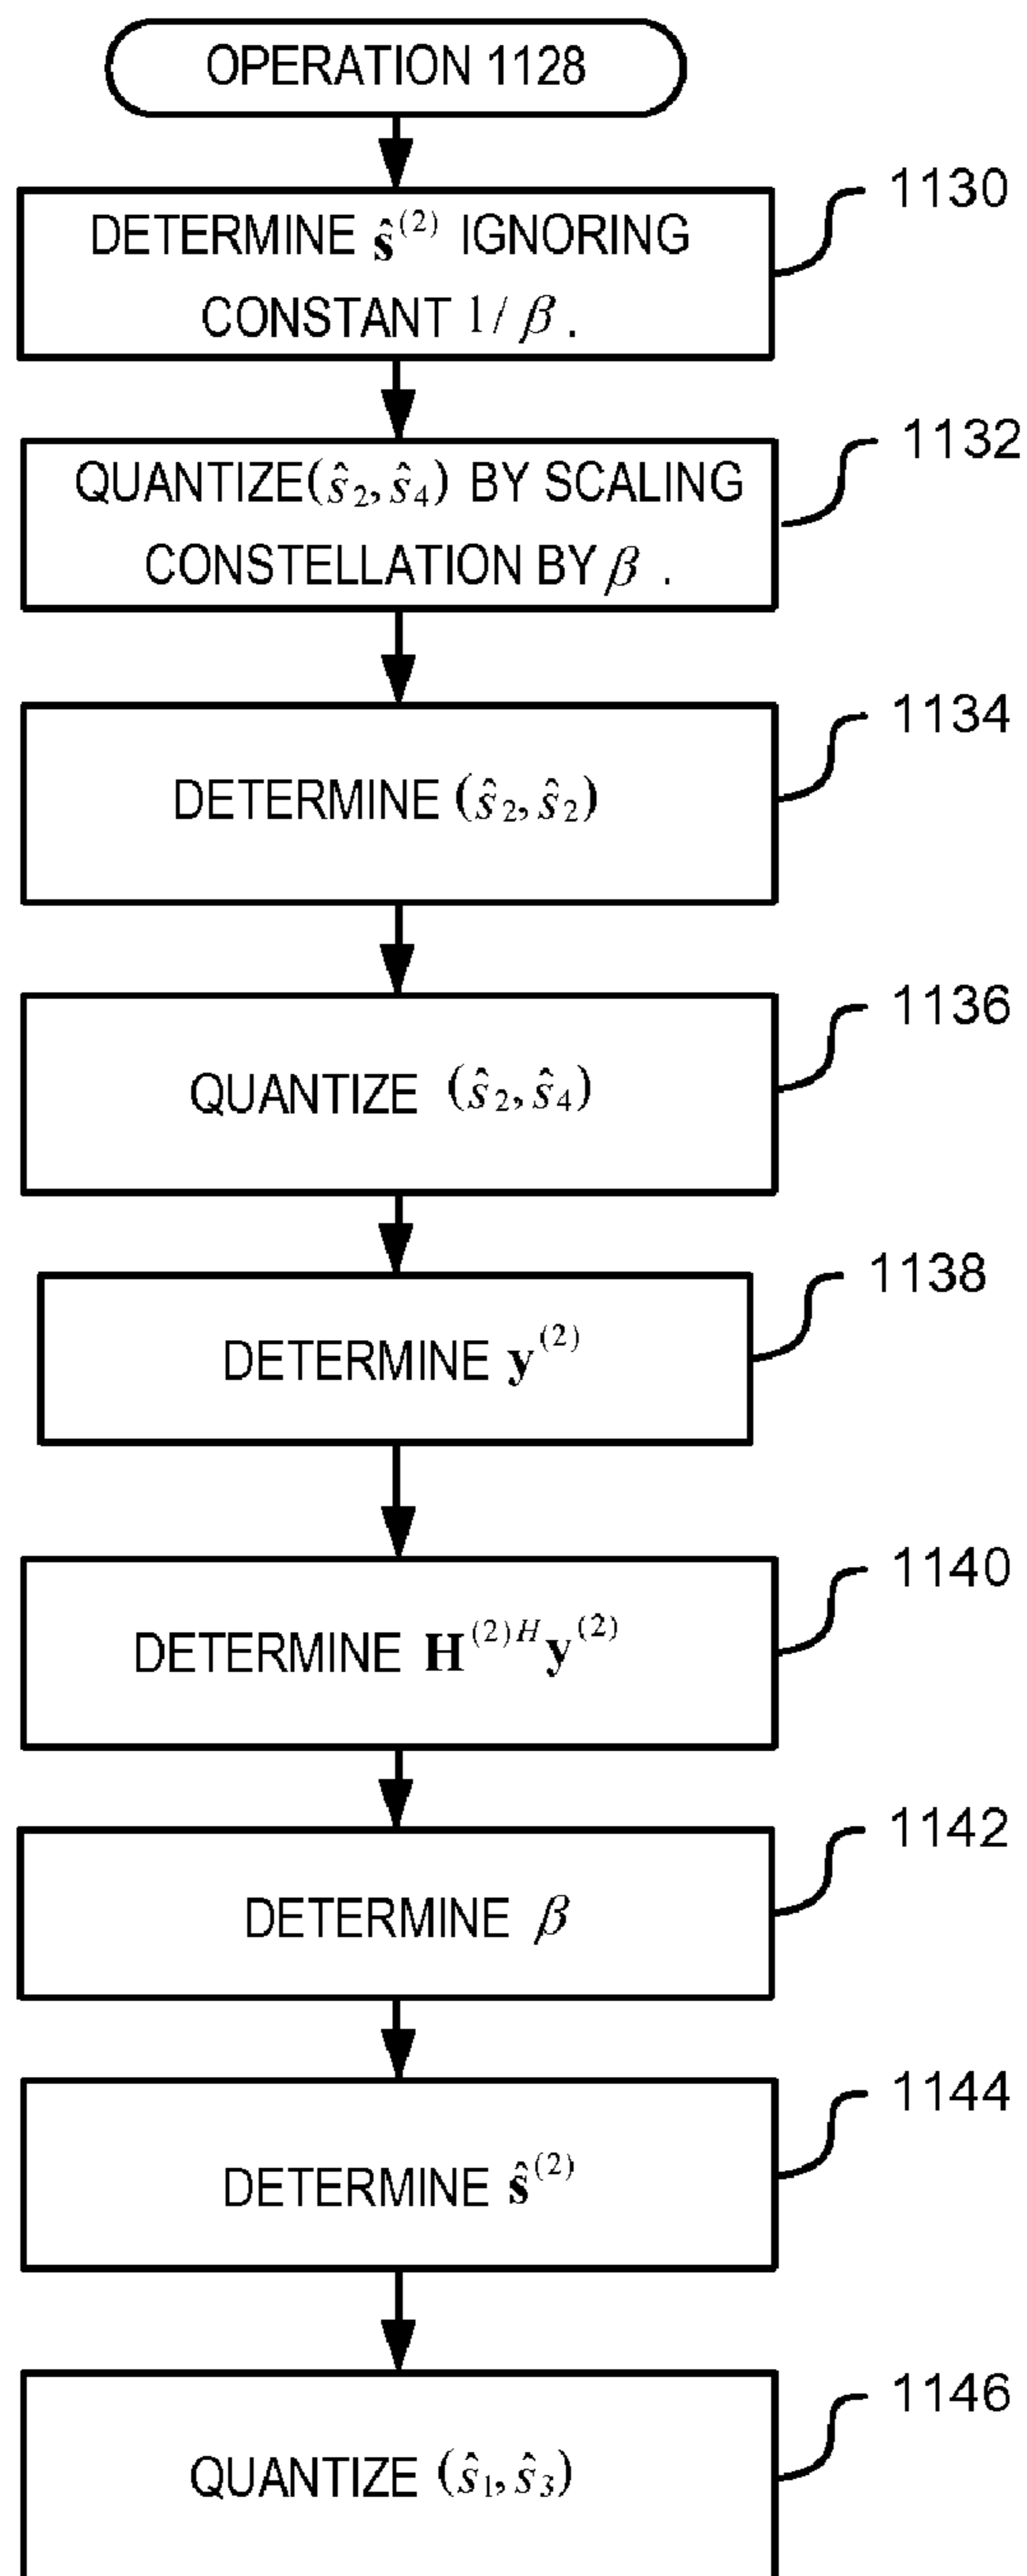 OPERATION 1128
1130
DETERMINE ŝ⁽²⁾ IGNORING
CONSTANT 1/β.
1132
QUANTIZE(ŝ₂,ŝ₄) BY SCALING
CONSTELLATION BY β .
1134
DETERMINE (ŝ₂,ŝ₂)
1136
QUANTIZE (ŝ₂,ŝ₄)
1138
DETERMINE y⁽²⁾
1140
DETERMINE H⁽²⁾ᴴy⁽²⁾
1142
DETERMINE β
1144
DETERMINE ŝ⁽²⁾
1146
QUANTIZE (ŝ₁,ŝ₃)